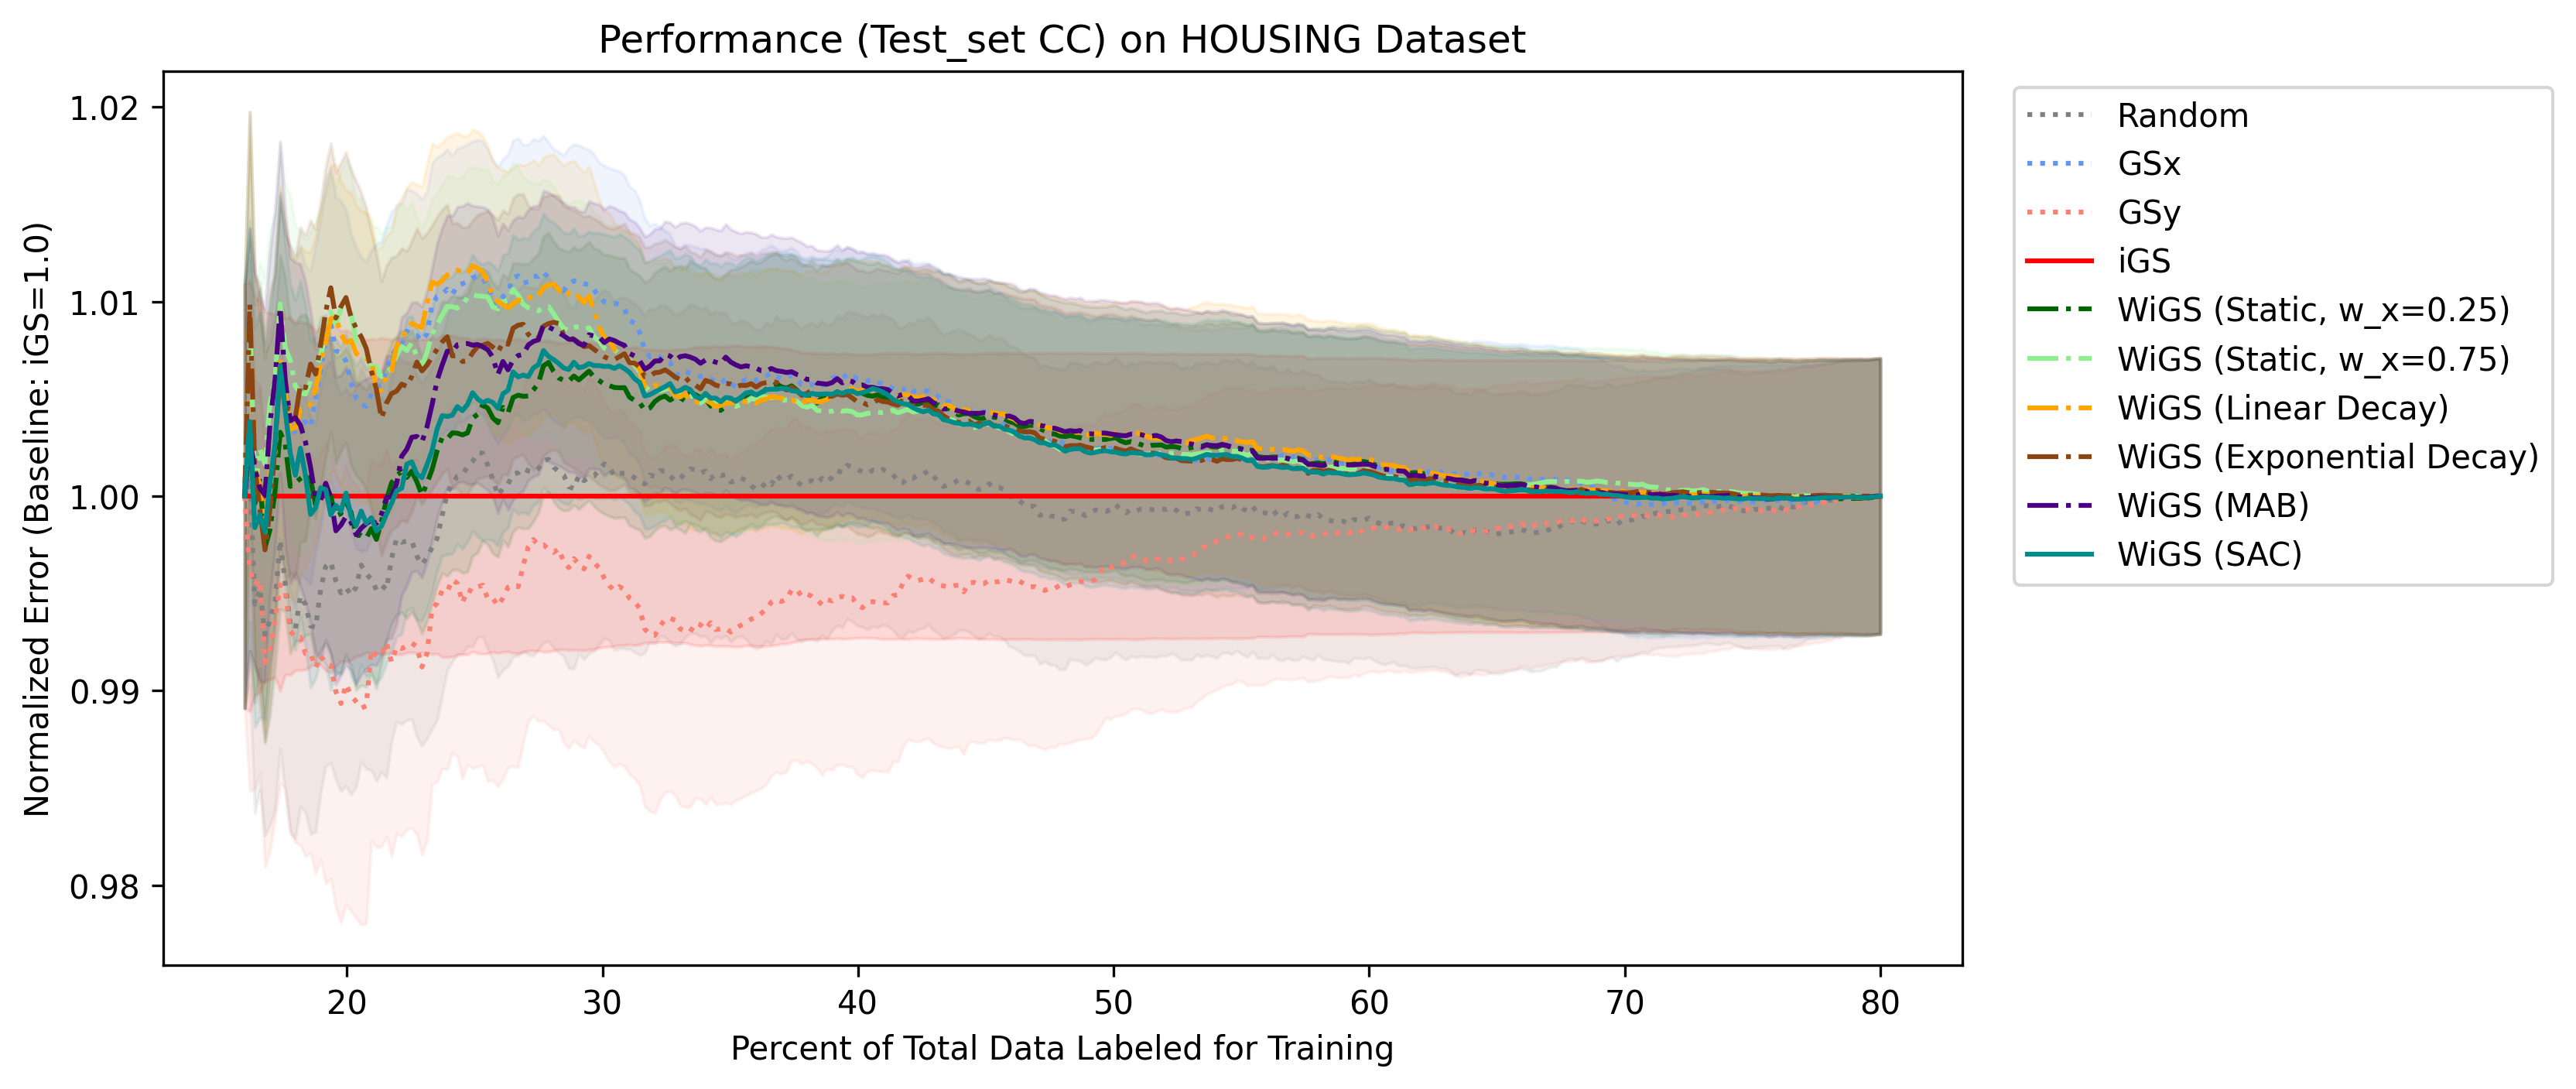 Performance (Test_set CC) on HOUSING Dataset
Normalized Error (Baseline: iGS=1.0)
1.02
1.01
1.00
0.99
0.98
20 30 40 50 60 70 80
Percent of Total Data Labeled for Training
Random
GSx
GSy
iGS
WiGS (Static, w_x=0.25)
WiGS (Static, w_x=0.75)
WiGS (Linear Decay)
WiGS (Exponential Decay)
WiGS (MAB)
WiGS (SAC)